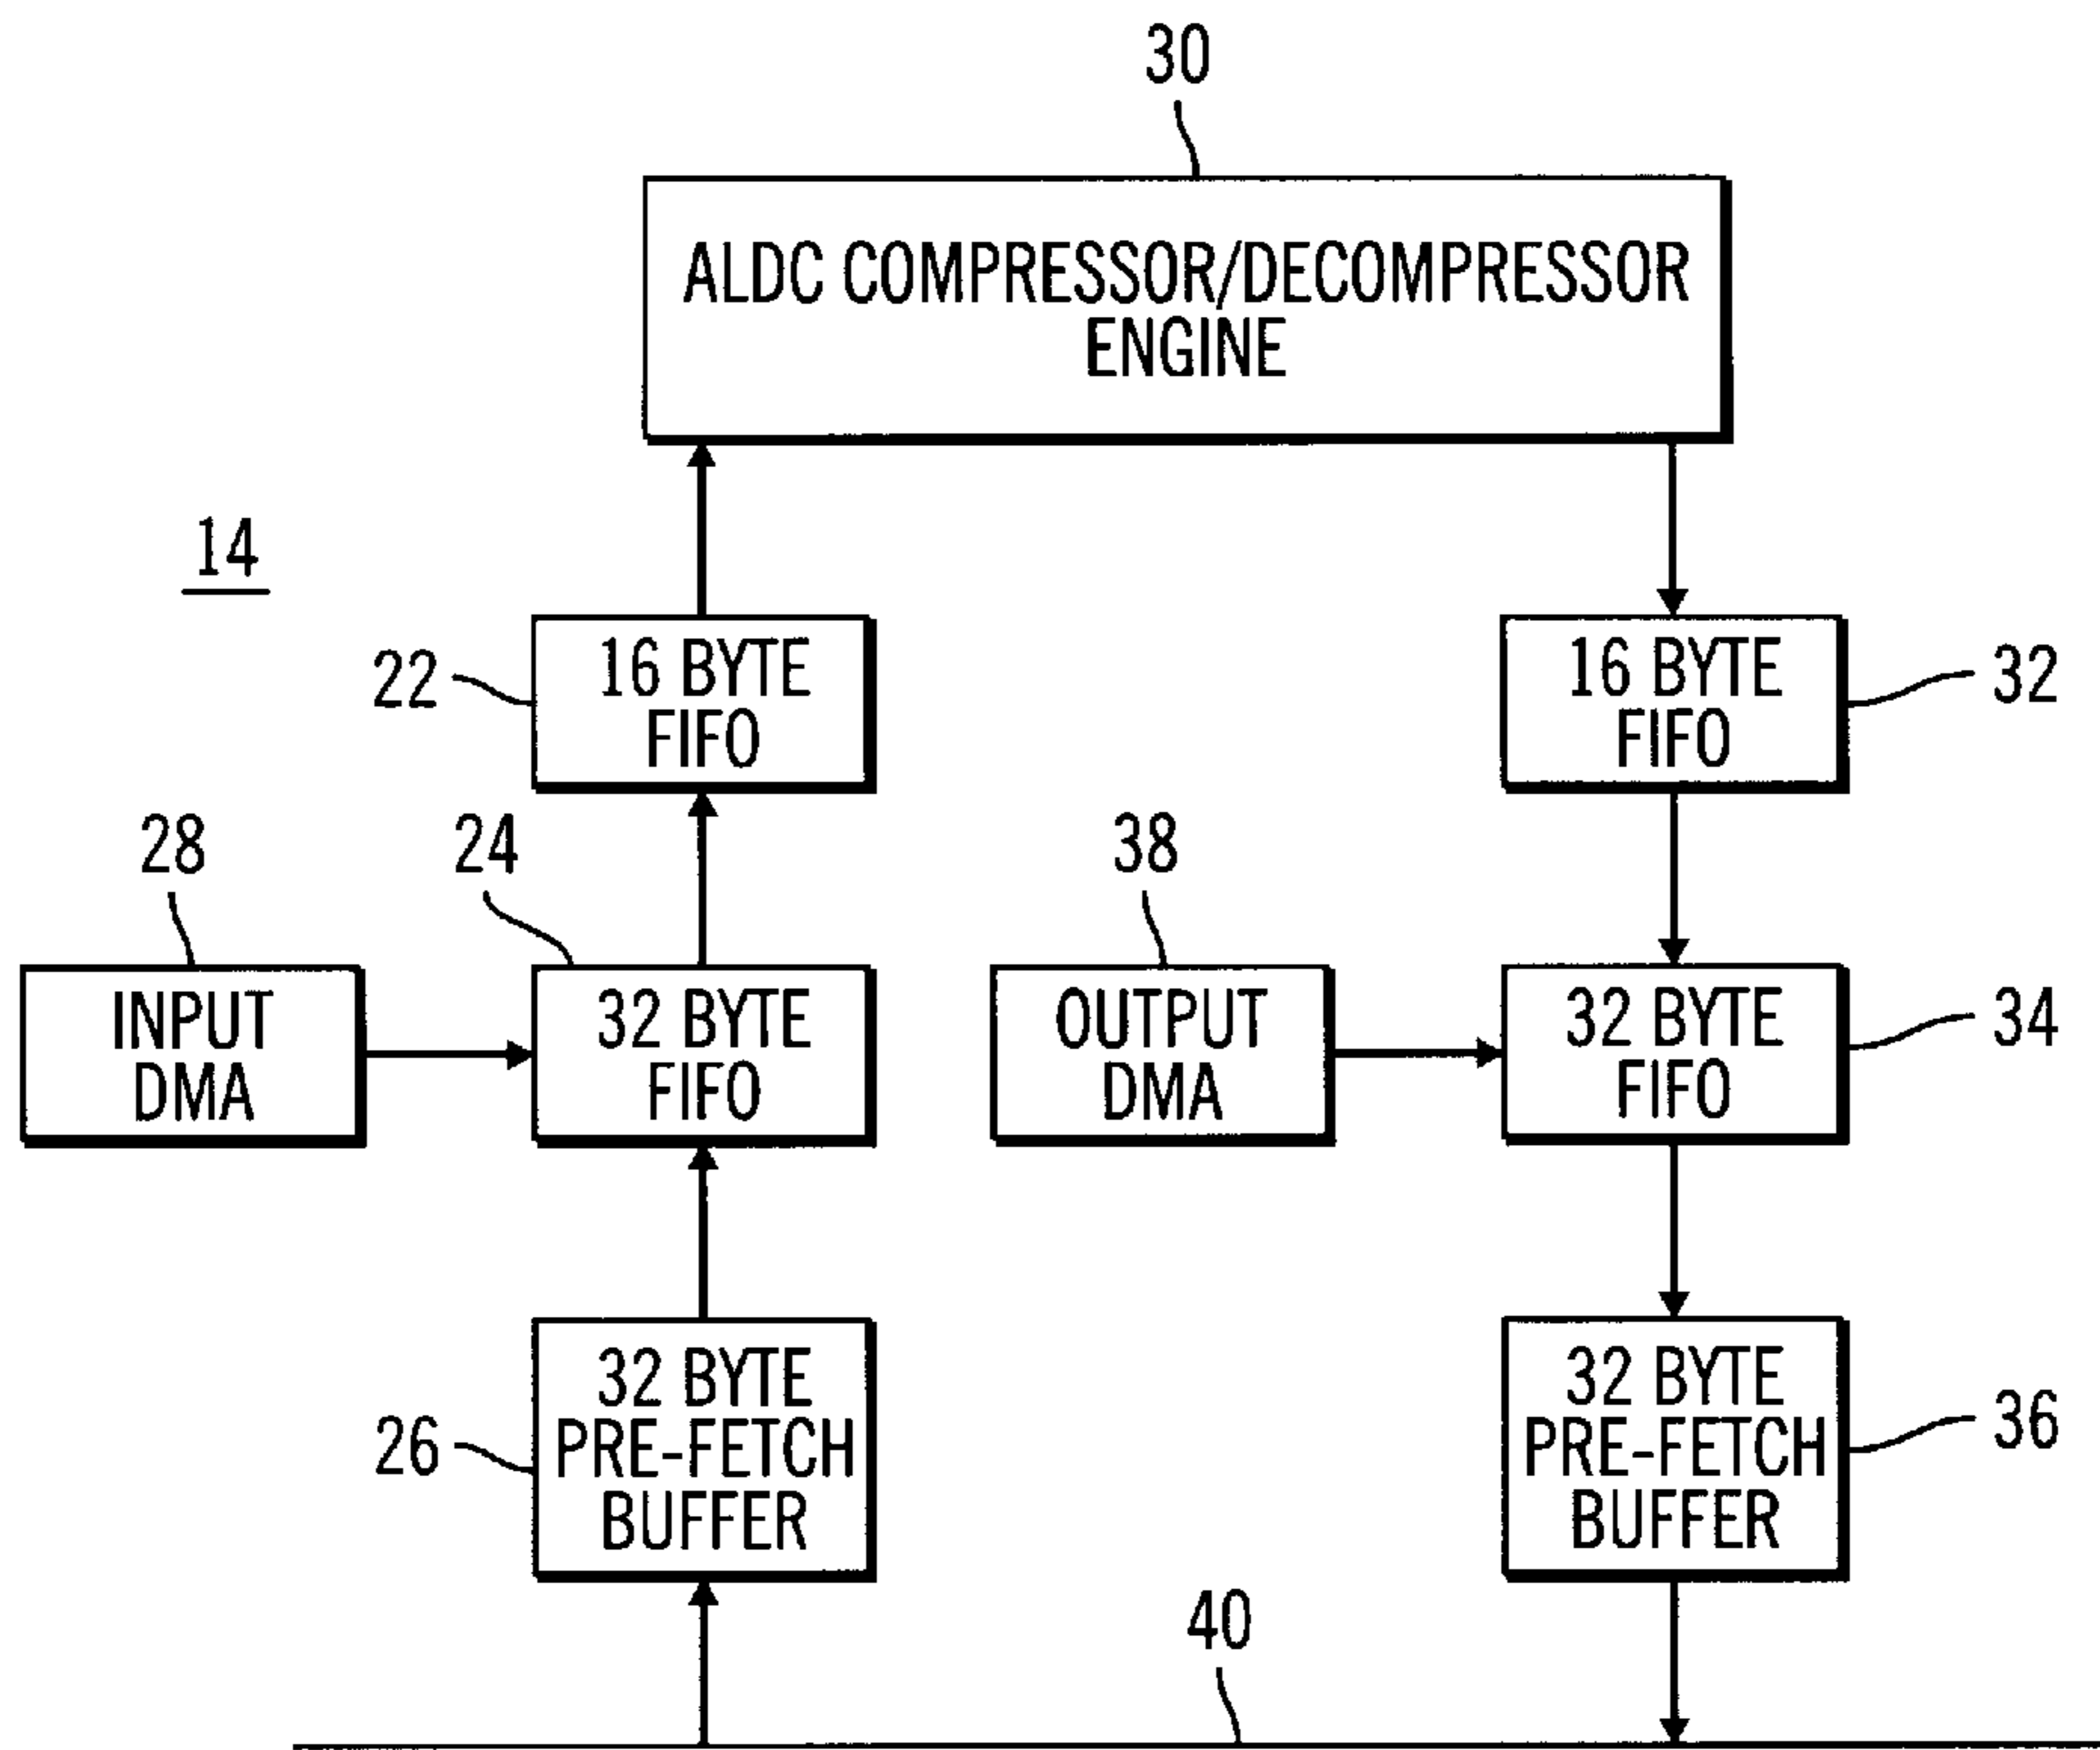 30
ALDC COMPRESSOR/DECOMPRESSOR
ENGINE
14
22
16 BYTE
FIFO
16 BYTE
FIFO
32
28
24
38
INPUT
DMA
32 BYTE
FIFO
OUTPUT
DMA
32 BYTE
FIFO
34
26
32 BYTE
PRE-FETCH
BUFFER
32 BYTE
PRE-FETCH
BUFFER
36
40